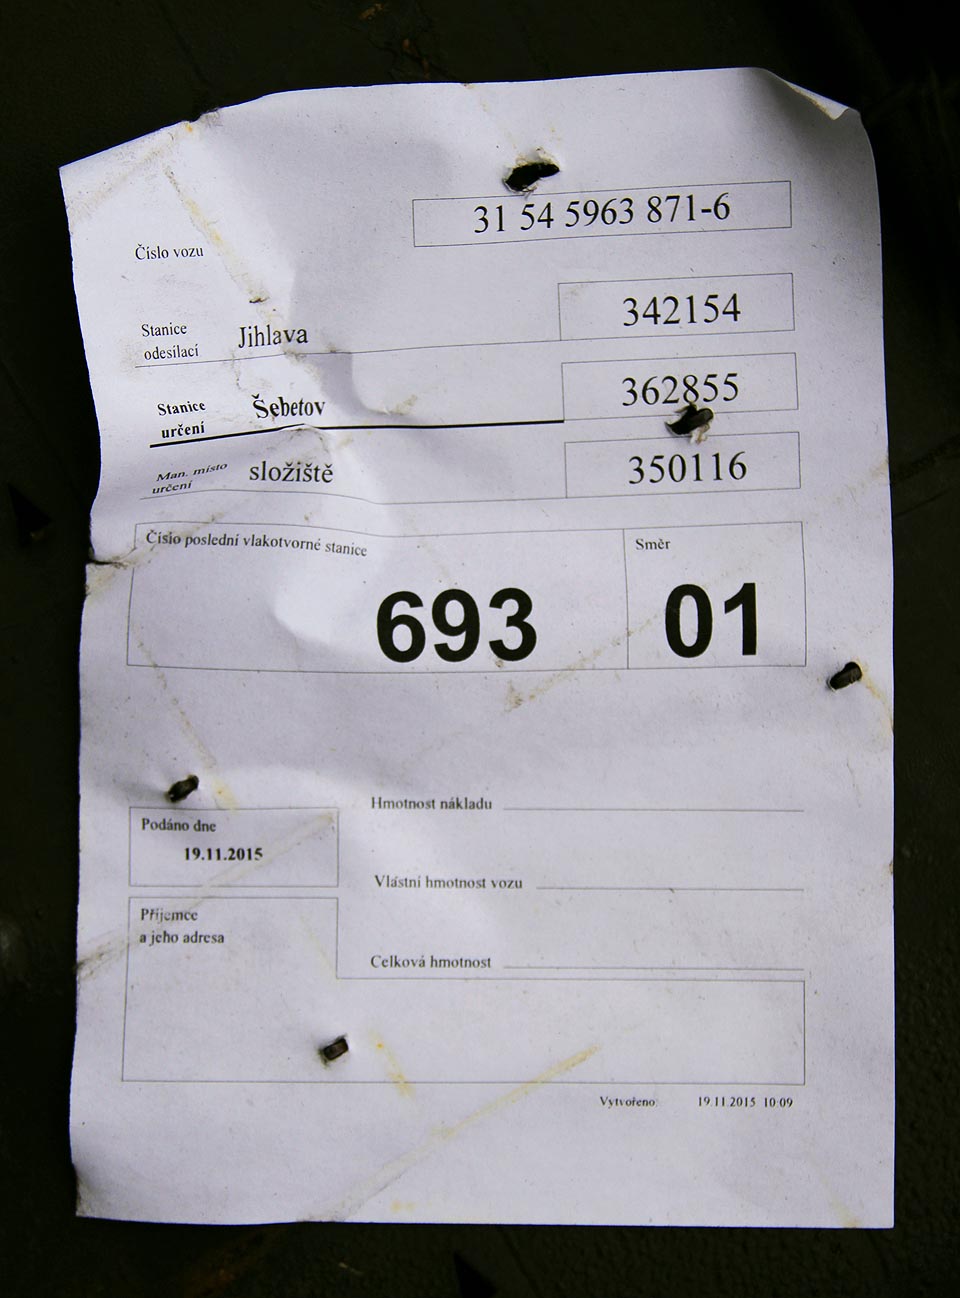 31 54 5963 871-6
Číslo vozu
Stanice
odesílací
Jihlava
342154
Stanice
určení
Šebetov
362855
Man. místo
určení
složiště
350116
Číslo poslední vlakotvorné stanice
Směr
693
01
Hmotnost nákladu
Podáno dne
19.11.2015
Vlastní hmotnost vozu
Příjemce
a jeho adresa
Celková hmotnost
Vytvořeno: 19.11.2015 10:09